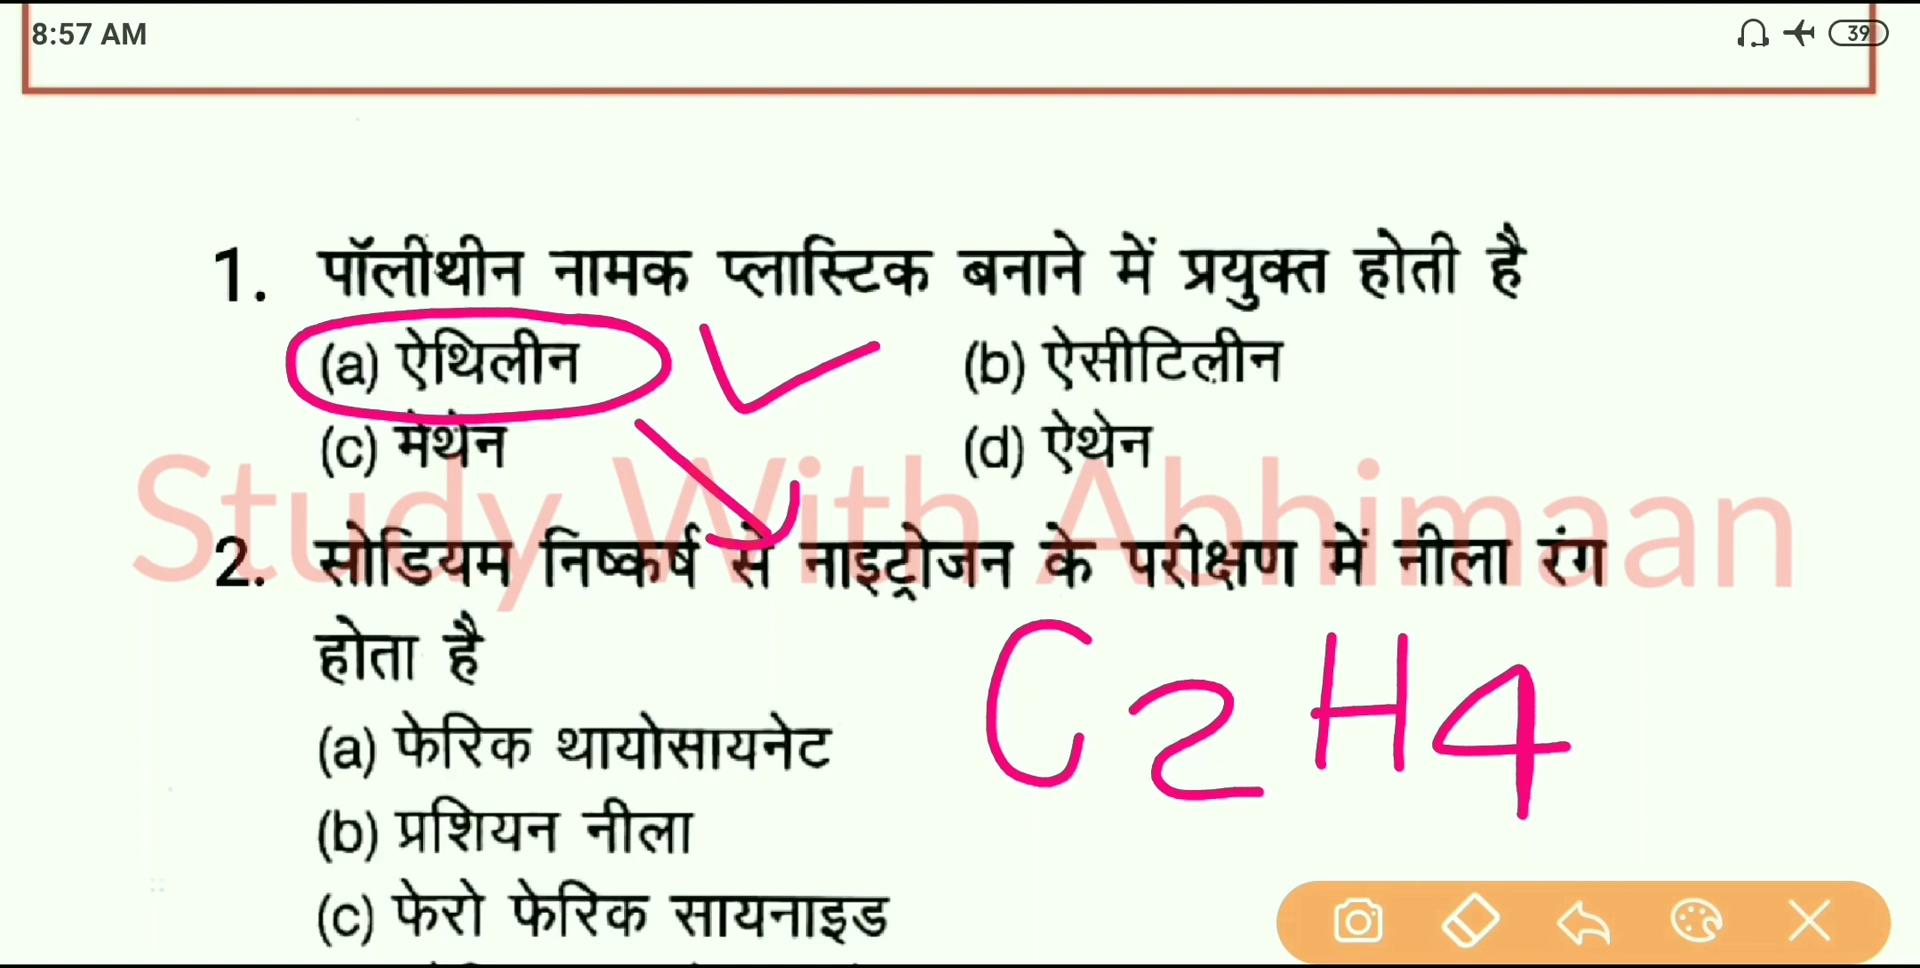 8:57 AM 39
1. पॉलीथीन नामक प्लास्टिक बनाने में प्रयुक्त होती है
(a) ऐथिलीन (b) ऐसीटिलीन
(c) मेथेन (d) ऐथेन
Study With Abhimaan
2. सोडियम निष्कर्ष से नाइट्रोजन के परीक्षण में नीला रंग
होता है
C2H4
(a) फेरिक थायोसायनेट
(b) प्रशियन नीला
(c) फेरो फेरिक सायनाइड